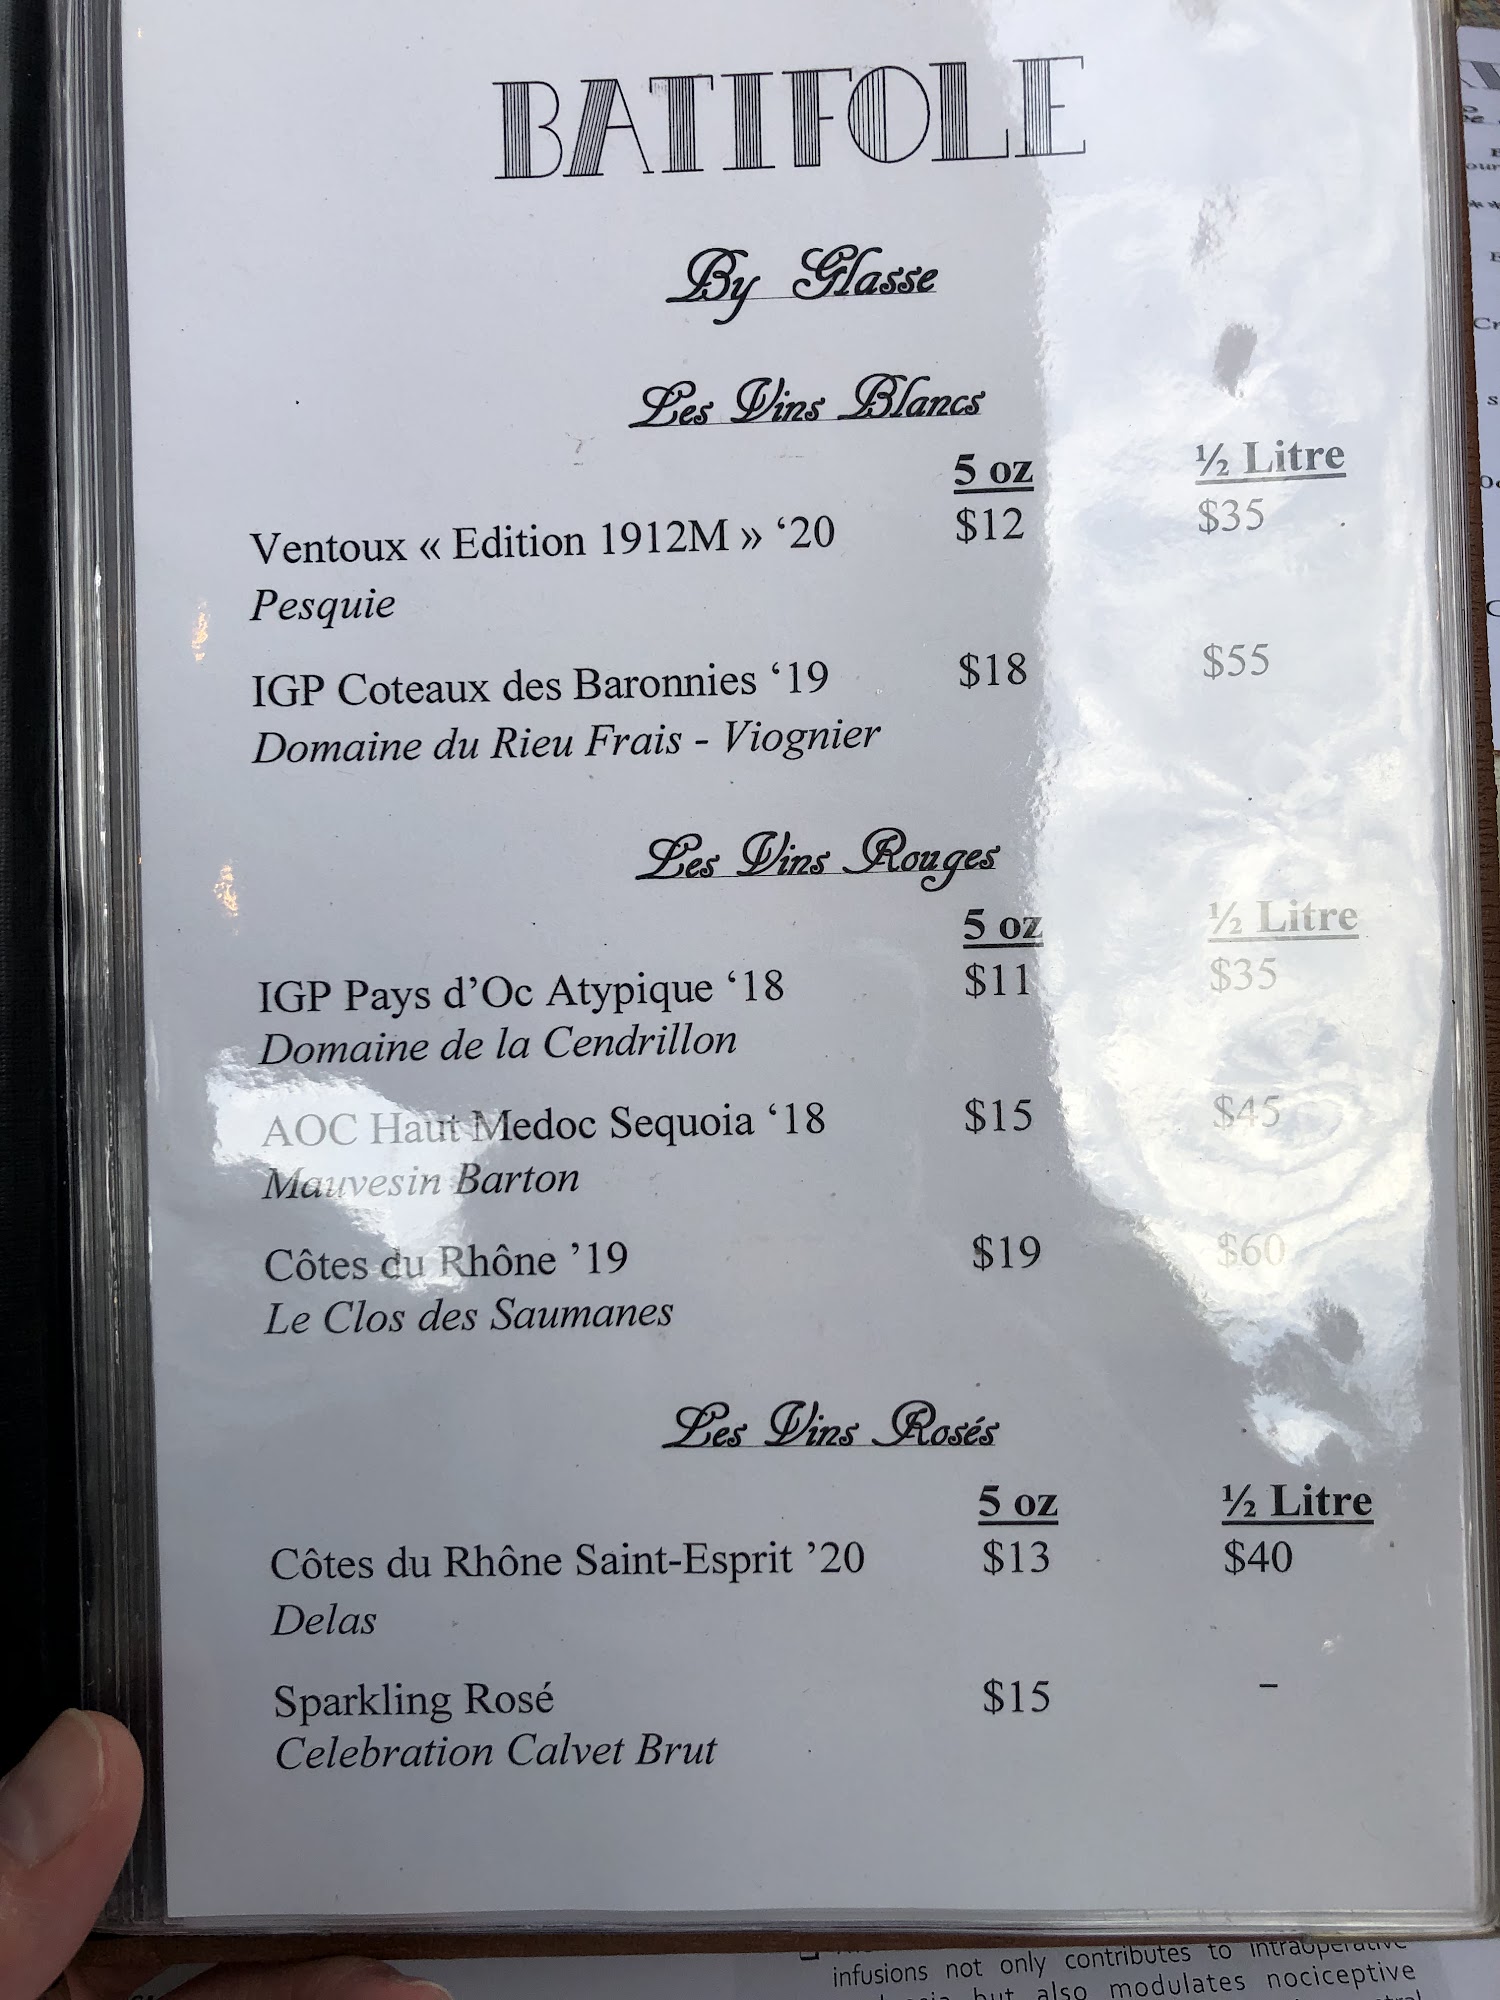 BATIFOLE
By Glasse
Les Vins Blancs
5 oz ½ Litre
Ventoux « Edition 1912M » ‘20 $12 $35
Pesquie
IGP Coteaux des Baronnies ‘19 $18 $55
Domaine du Rieu Frais - Viognier
Les Vins Rouges
5 oz ½ Litre
IGP Pays d’Oc Atypique ‘18 $11 $35
Domaine de la Cendrillon
AOC Haut Medoc Sequoia ‘18 $15 $45
Mauvesin Barton
Côtes du Rhône ’19 $19 $60
Le Clos des Saumanes
Les Vins Rosés
5 oz ½ Litre
Côtes du Rhône Saint-Esprit ’20 $13 $40
Delas
Sparkling Rosé $15 -
Celebration Calvet Brut
intraoperative
infusions not only contributes to
but also modulates nociceptive